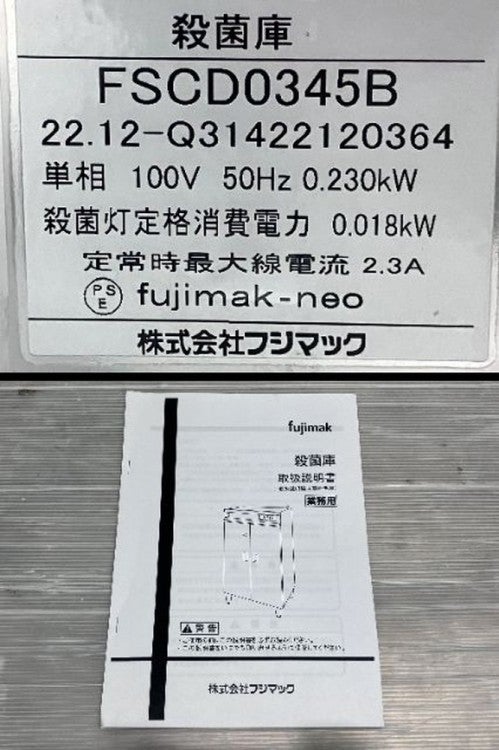 殺菌庫
FSCD0345B
22.12-Q31422120364
単相 100V 50Hz 0.230kW
殺菌灯定格消費電力 0.018kW
定常時最大線電流 2.3A
PSE fujimak-neo
株式会社フジマック
fujimak
殺菌庫
取扱説明書
業務用
⚠警告
株式会社フジマック